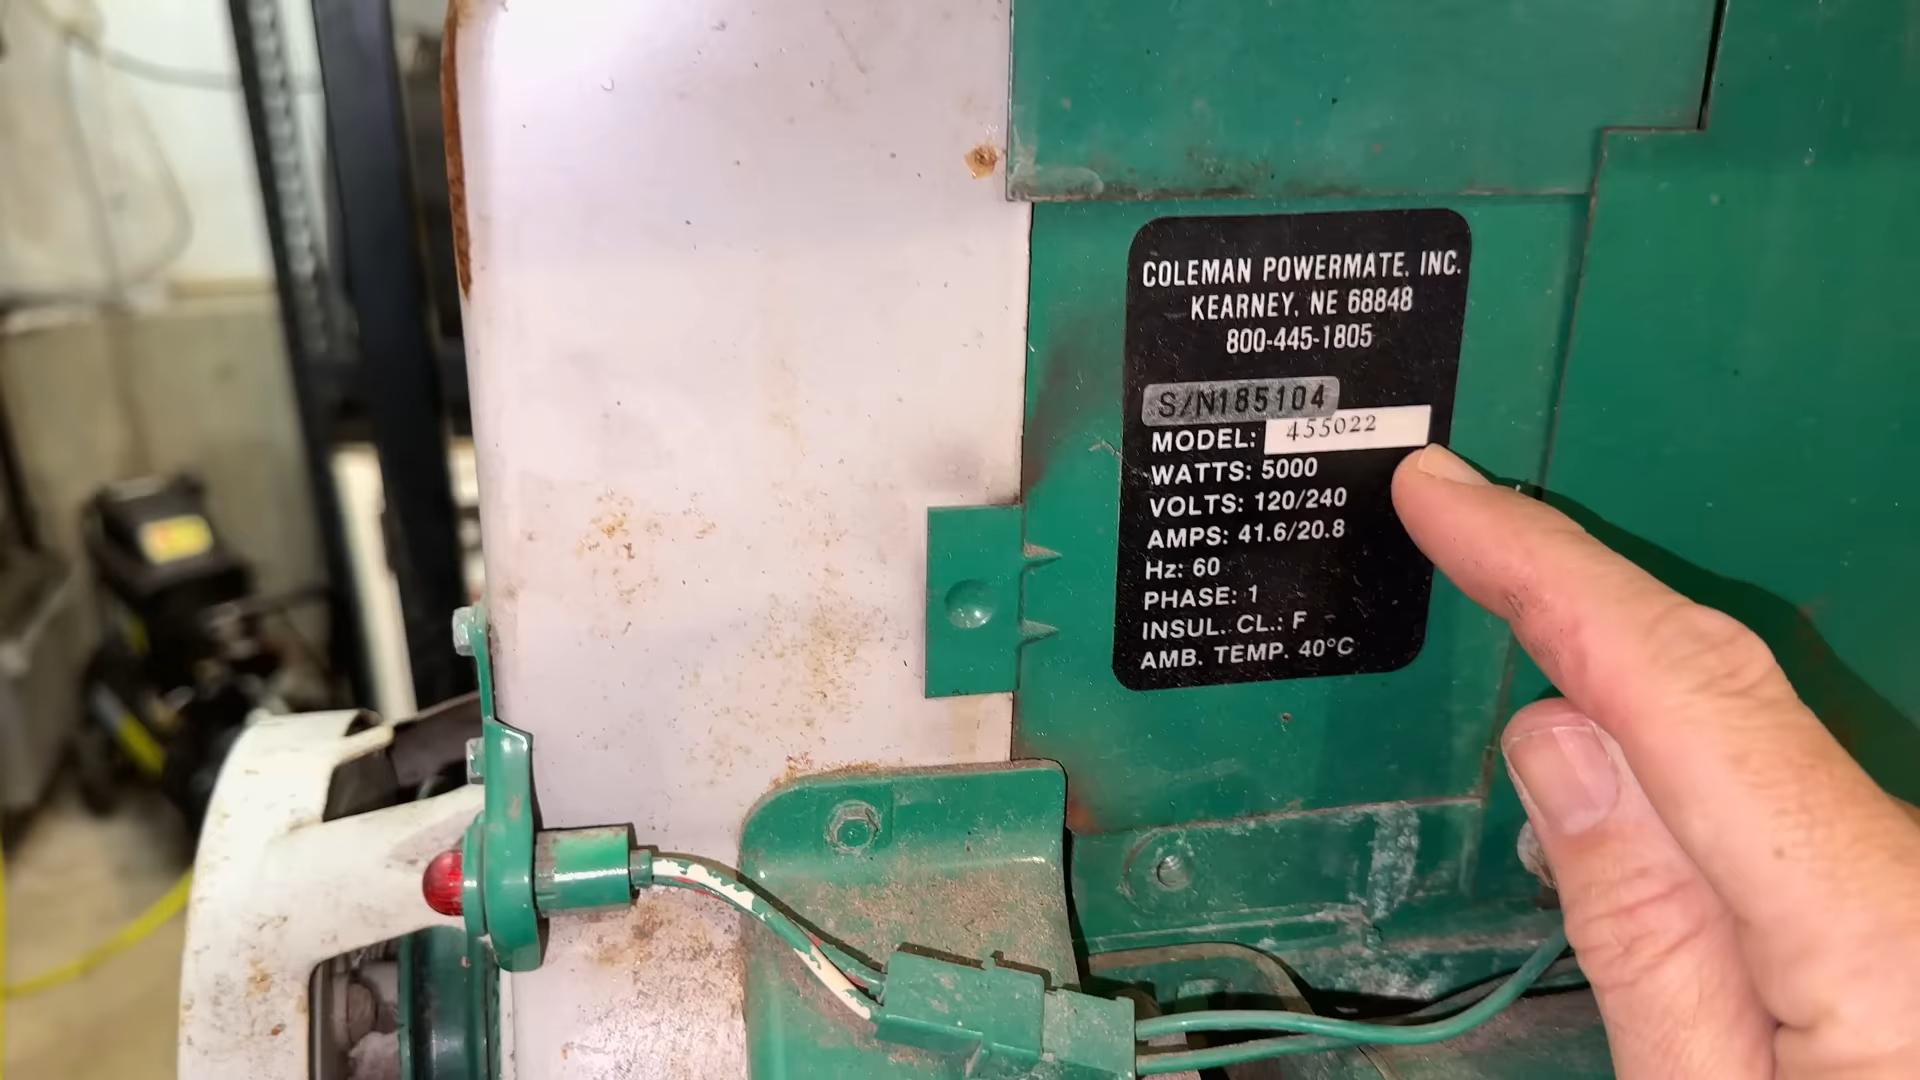 COLEMAN POWERMATE, INC.
KEARNEY, NE 68848
800-445-1805
S/N185104
MODEL: 455022
WATTS: 5000
VOLTS: 120/240
AMPS: 41.6/20.8
Hz: 60
PHASE: 1
INSUL. CL.: F
AMB. TEMP. 40°C